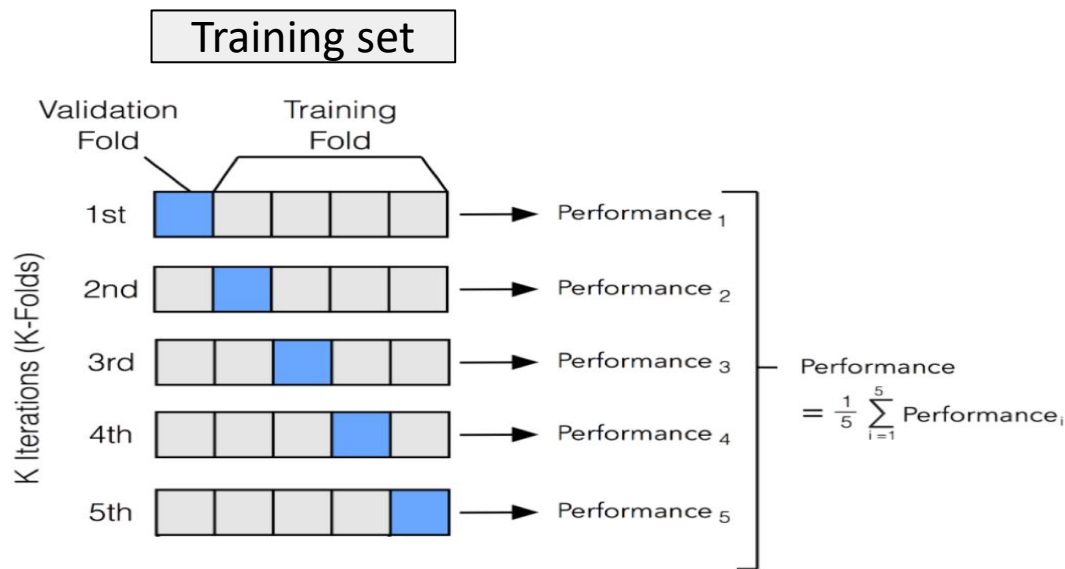 Training set
Validation
Fold
Training
Fold
K Iterations (K-Folds)
1st
Performance 1
2nd
Performance 2
3rd
Performance 3
4th
Performance 4
5th
Performance 5
Performance
= 1/5 5∑i=1 Performance i